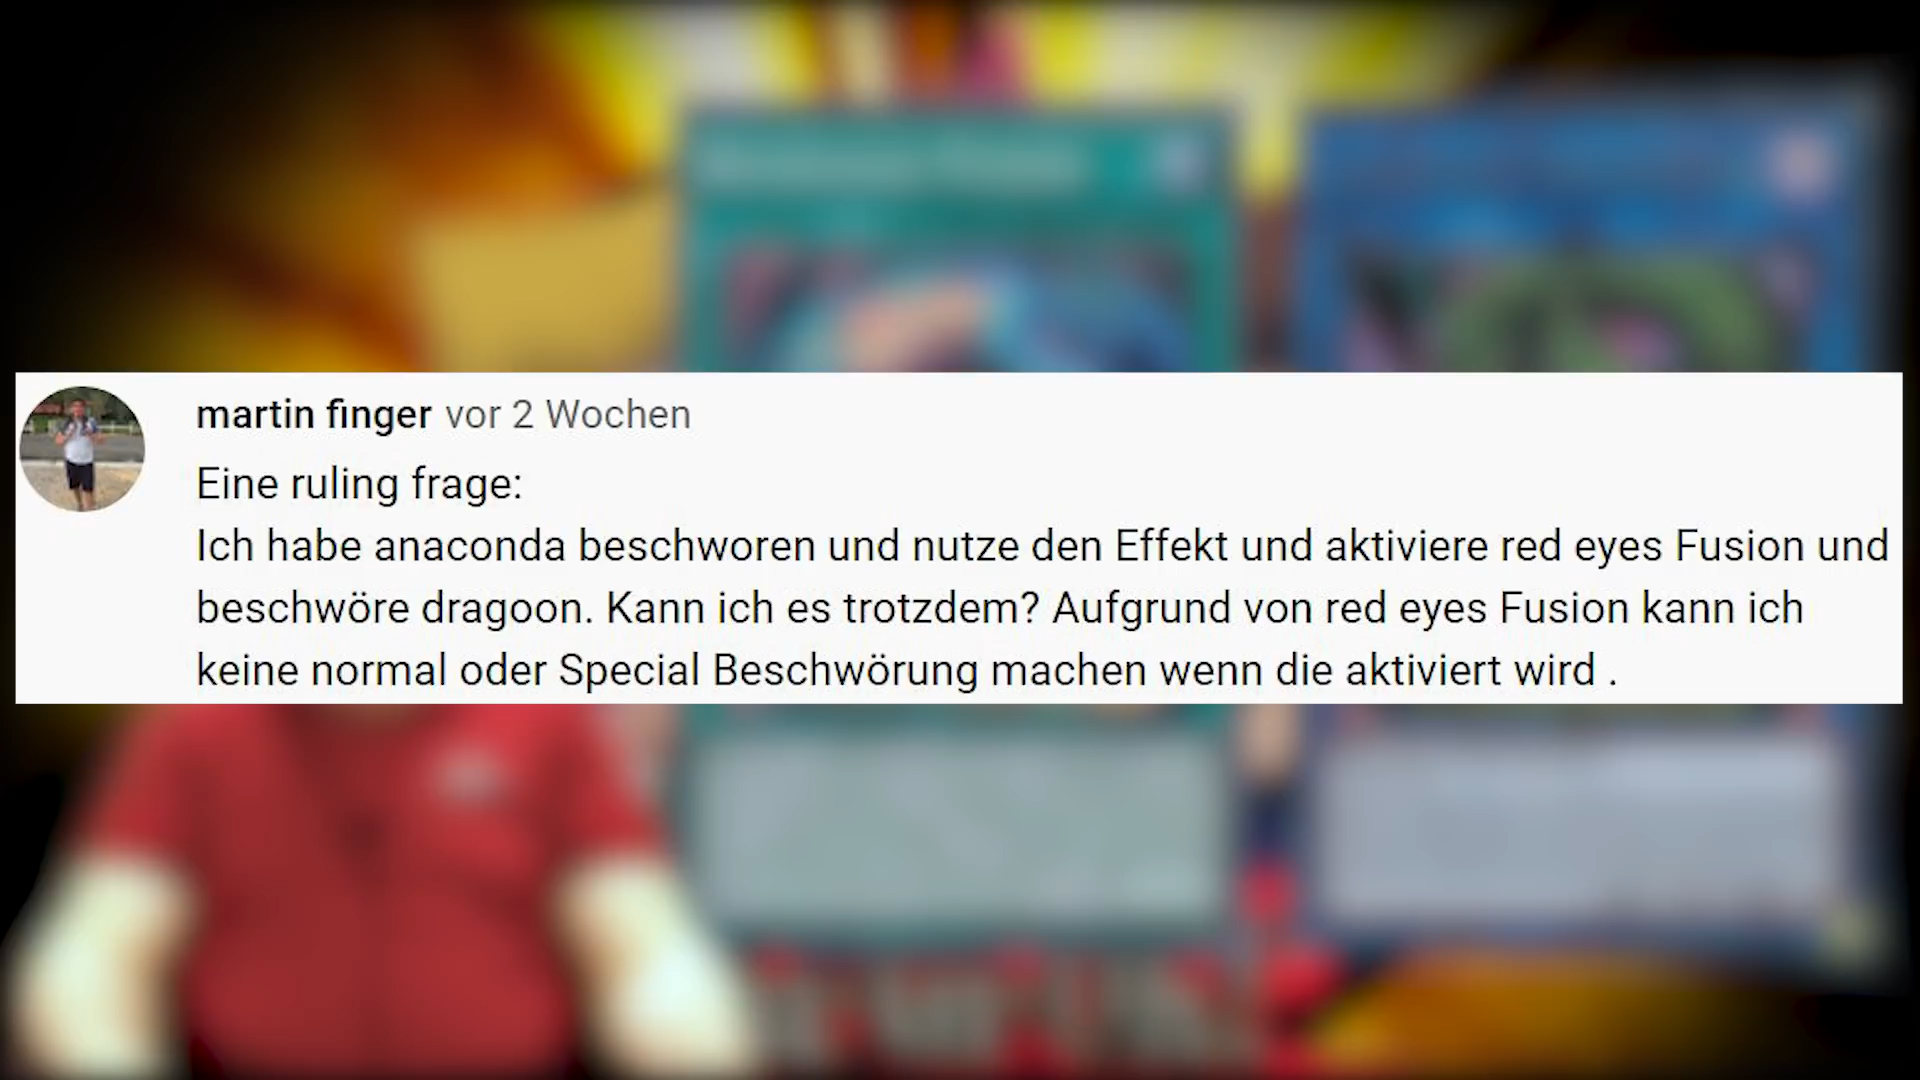 martin finger vor 2 Wochen
Eine ruling frage:
Ich habe anaconda beschworen und nutze den Effekt und aktiviere red eyes Fusion und
beschwöre dragoon. Kann ich es trotzdem? Aufgrund von red eyes Fusion kann ich
keine normal oder Special Beschwörung machen wenn die aktiviert wird .